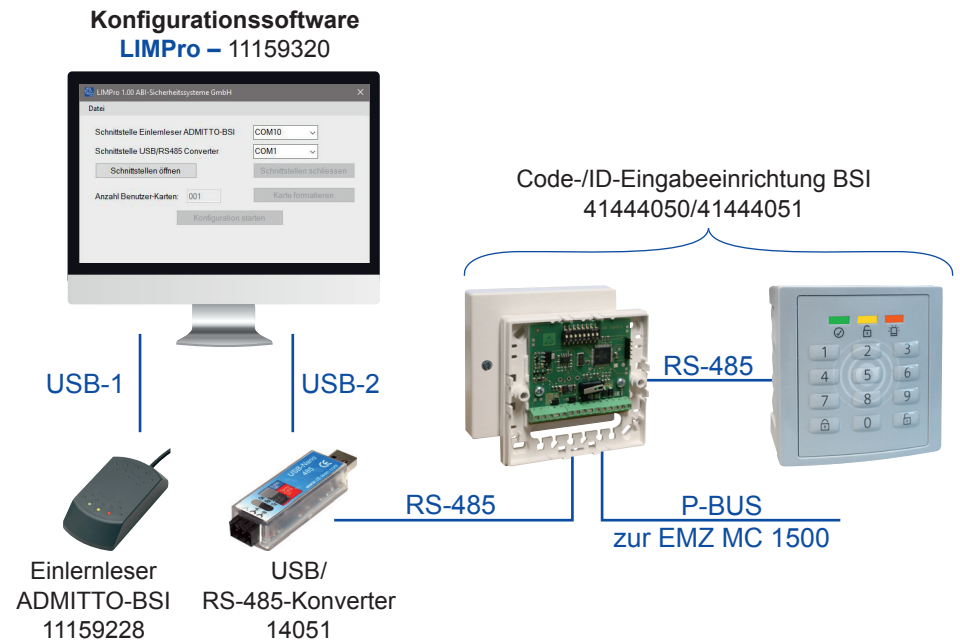 Konfigurationssoftware
LIMPro – 11159320
LIMPro 1.00 ABI-Sicherheitssysteme GmbH
Datei
Schnittstelle Einlernleser ADMITTO-BSI COM10
Schnittstelle USB/RS485 Converter COM1
Schnittstellen öffnen Schnittstellen schliessen
Anzahl Benutzer-Karten: 001 Karte formatieren
Konfiguration starten
Code-/ID-Eingabeeinrichtung BSI
41444050/41444051
USB-1
USB-2
RS-485
1 2 3
4 5 6
7 8 9
0
USB-Nano
485
RS-485
P-BUS
zur EMZ MC 1500
Einlernleser
ADMITTO-BSI
11159228
USB/
RS-485-Konverter
14051